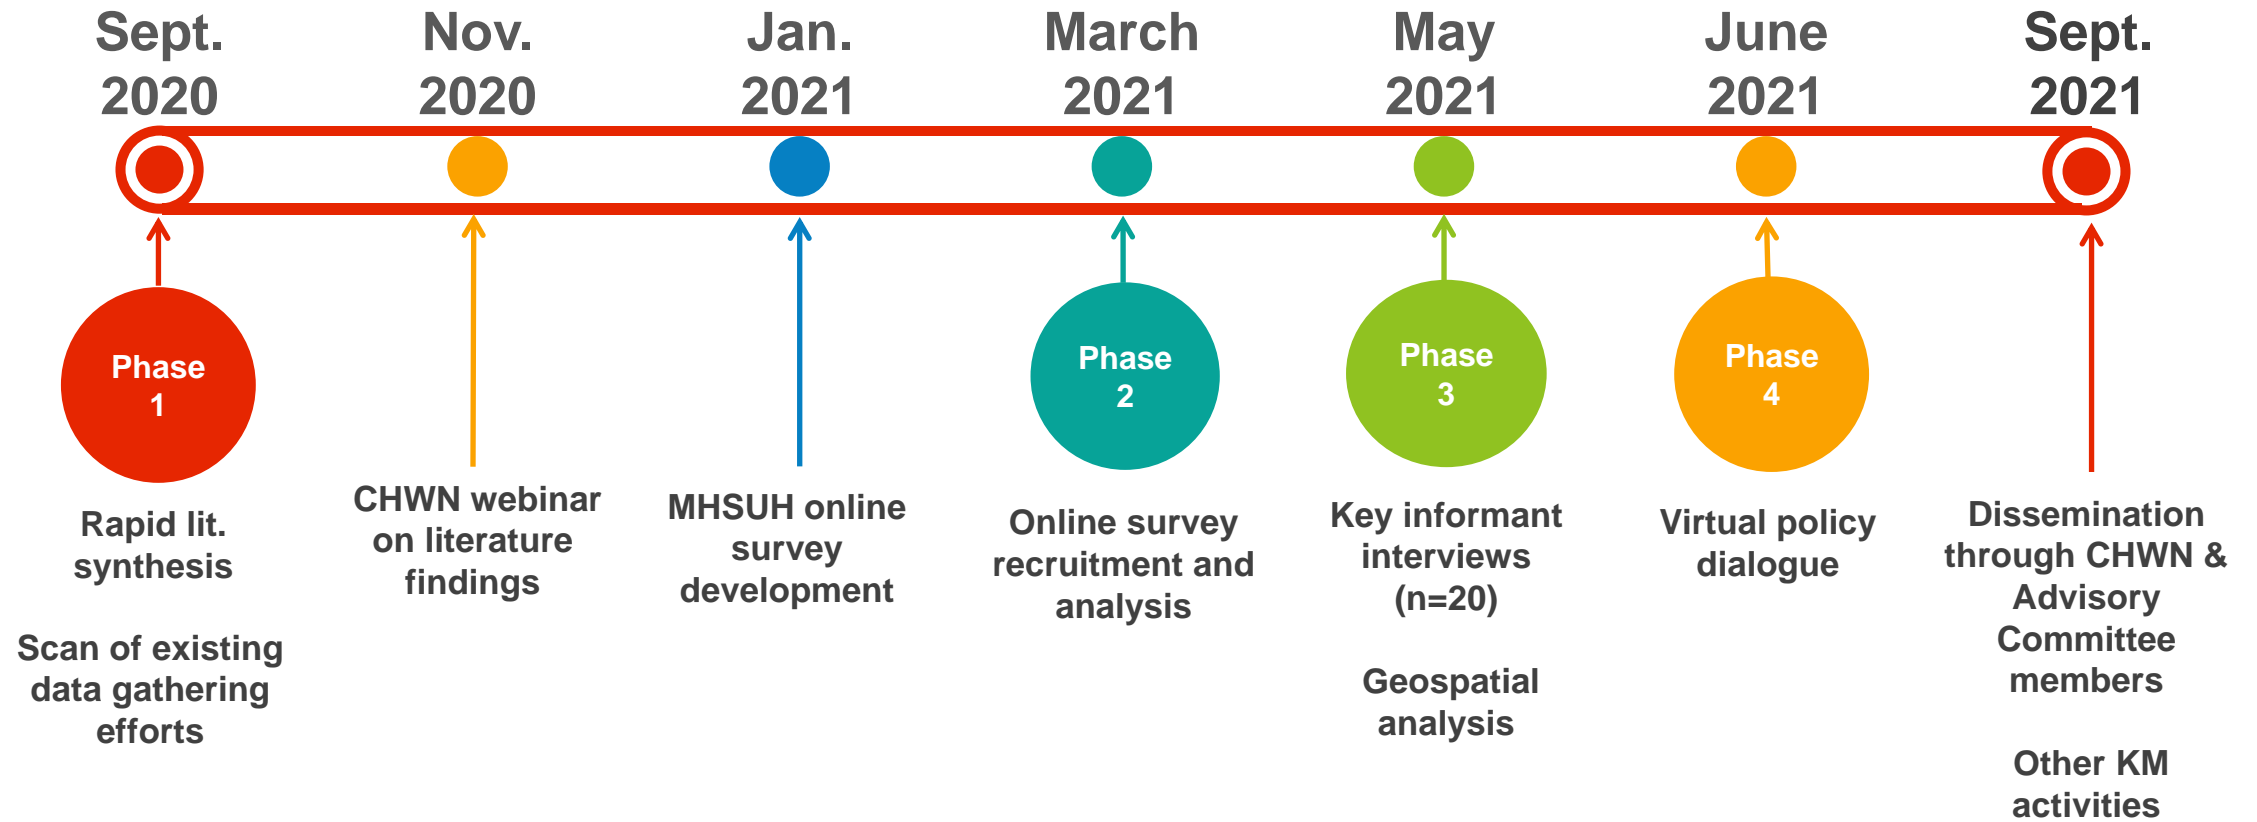 Sept.
2020
Nov.
2020
Jan.
2021
March
2021
May
2021
June
2021
Sept.
2021
Phase
1
Phase
2
Phase
3
Phase
4
Rapid lit.
synthesis
Scan of existing
data gathering
efforts
CHWN webinar
on literature
findings
MHSUH online
survey
development
Online survey
recruitment and
analysis
Key informant
interviews
(n=20)
Geospatial
analysis
Virtual policy
dialogue
Dissemination
through CHWN &
Advisory
Committee
members
Other KM
activities